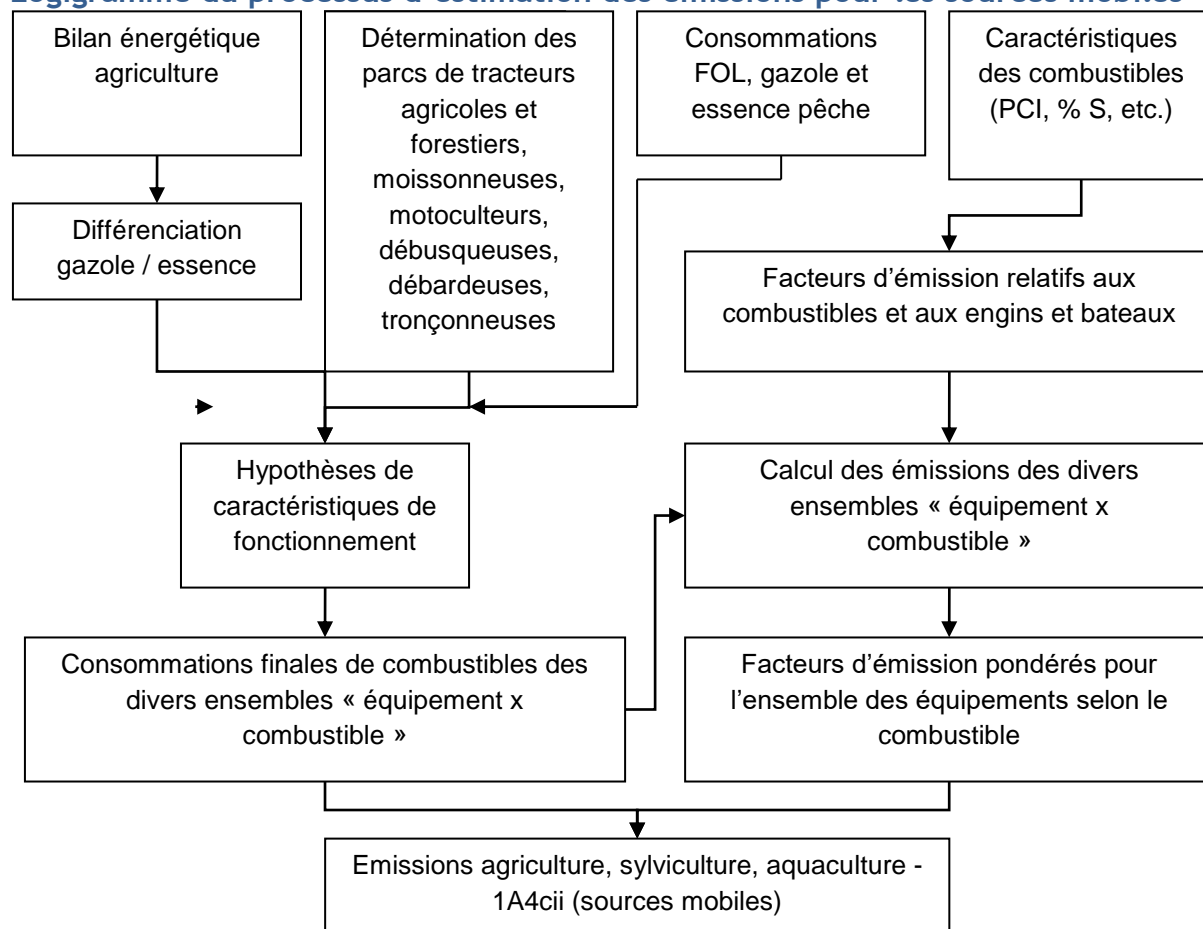 Logigramme du processus d'estimation des émissions pour les sources mobiles
Bilan énergétique
agriculture
Détermination des
parcs de tracteurs
agricoles et
forestiers,
moissonneuses,
motoculteurs,
débusqueuses,
débardeuses,
tronçonneuses
Consommations
FOL, gazole et
essence pêche
Caractéristiques
des combustibles
(PCI, % S, etc.)
Différenciation
gazole / essence
Facteurs d'émission relatifs aux
combustibles et aux engins et bateaux
Hypothèses de
caractéristiques de
fonctionnement
Calcul des émissions des divers
ensembles « équipement x
combustible »
Consommations finales de combustibles des
divers ensembles « équipement x
combustible »
Facteurs d'émission pondérés pour
l'ensemble des équipements selon le
combustible
Emissions agriculture, sylviculture, aquaculture -
1A4cii (sources mobiles)